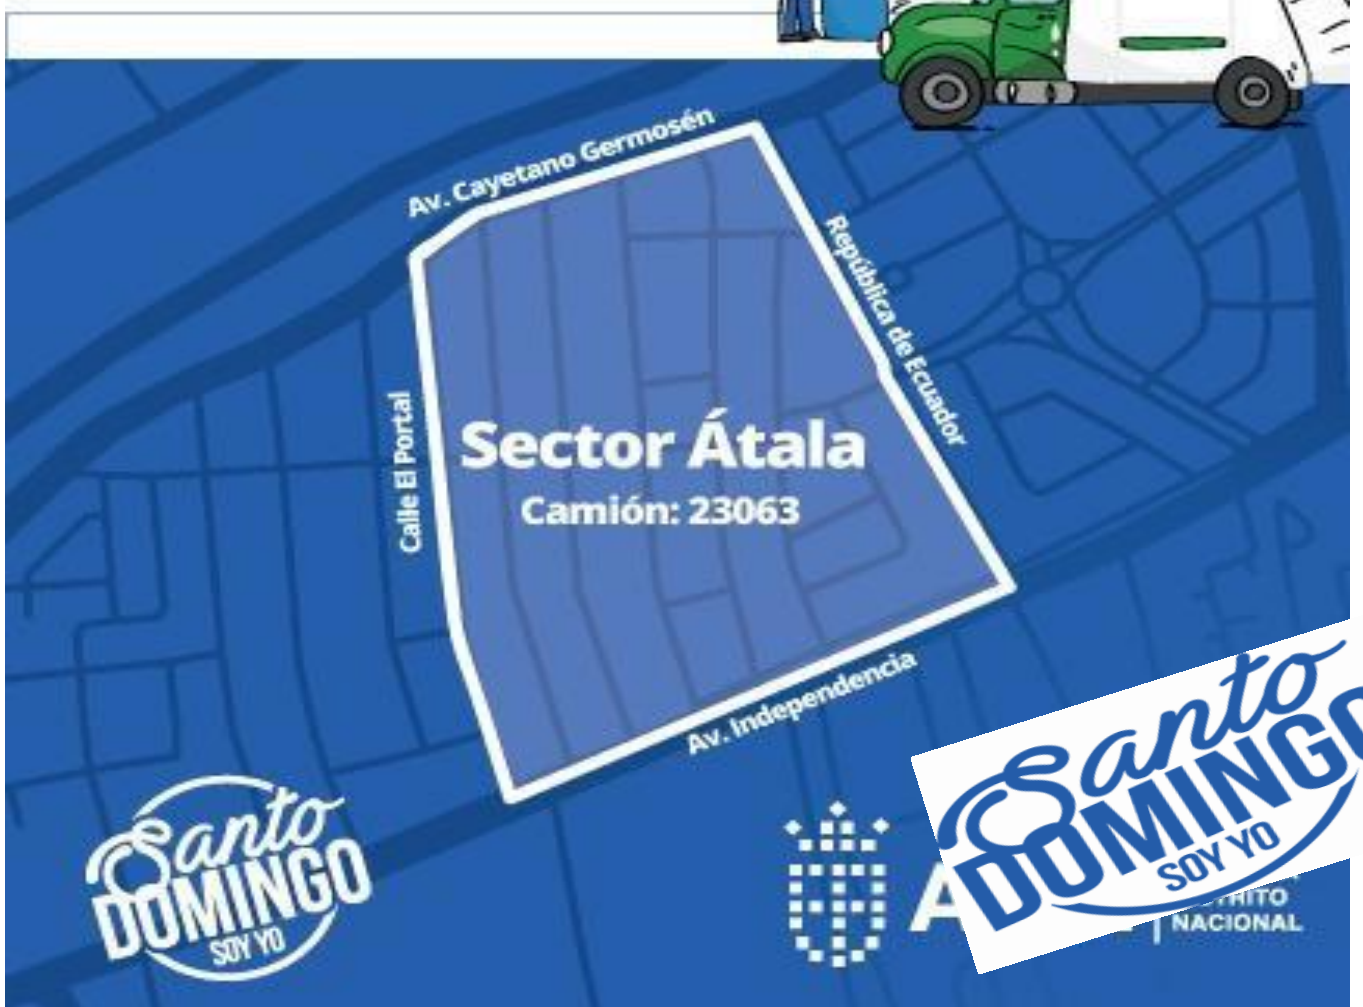 Av. Cayetano Germosén
República de Ecuador
Calle El Portal
Sector Átala
Camión: 23063
Av. Independencia
Santo
DOMINGO
SOY YO
Santo
DOMINGO
SOY YO
NACIONAL